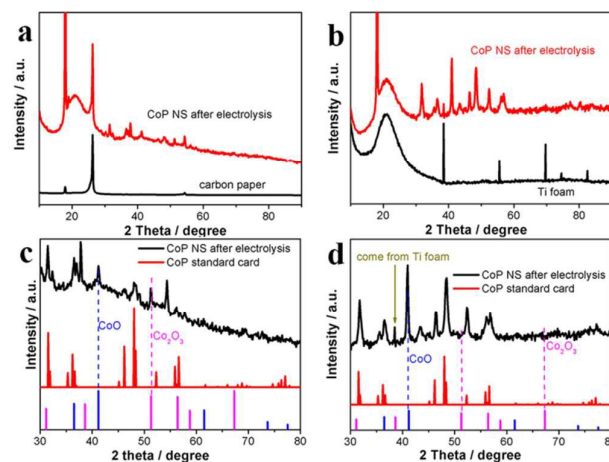 a
CoP NS after electrolysis
carbon paper
Intensity / a.u.
20 40 60 80
2 Theta / degree
b
CoP NS after electrolysis
Ti foam
Intensity / a.u.
20 40 60 80
2 Theta / degree
c
CoP NS after electrolysis
CoP standard card
CoO
Co2O3
Intensity / a.u.
30 40 50 60 70 80
2 theta / degree
d
come from Ti foam
CoP NS after electrolysis
CoP standard card
CoO
Co2O3
Intensity / a.u.
30 40 50 60 70 80
2 theta / degree